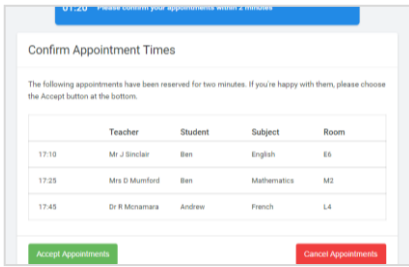 01:20 Please confirm your appointments within 2 minutes
Confirm Appointment Times
The following appointments have been reserved for two minutes. If you're happy with them, please choose
the Accept button at the bottom.
Teacher Student Subject Room
17:10 Mr J Sinclair Ben English E6
17:25 Mrs D Mumford Ben Mathematics M2
17:45 Dr R Mcnamara Andrew French L4
Accept Appointments Cancel Appointments